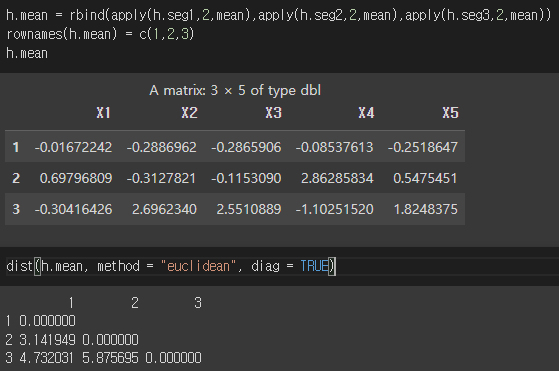 h.mean = rbind(apply(h.seg1,2,mean),apply(h.seg2,2,mean),apply(h.seg3,2,mean))
rownames(h.mean) = c(1,2,3)
h.mean
A matrix: 3 × 5 of type dbl
X1 X2 X3 X4 X5
1 -0.01672242 -0.2886962 -0.2865906 -0.08537613 -0.2518647
2 0.69796809 -0.3127821 -0.1153090 2.86285834 0.5475451
3 -0.30416426 2.6962340 2.5510889 -1.10251520 1.8248375
dist(h.mean, method = "euclidean", diag = TRUE)
1 2 3
1 0.000000
2 3.141949 0.000000
3 4.732031 5.875695 0.000000